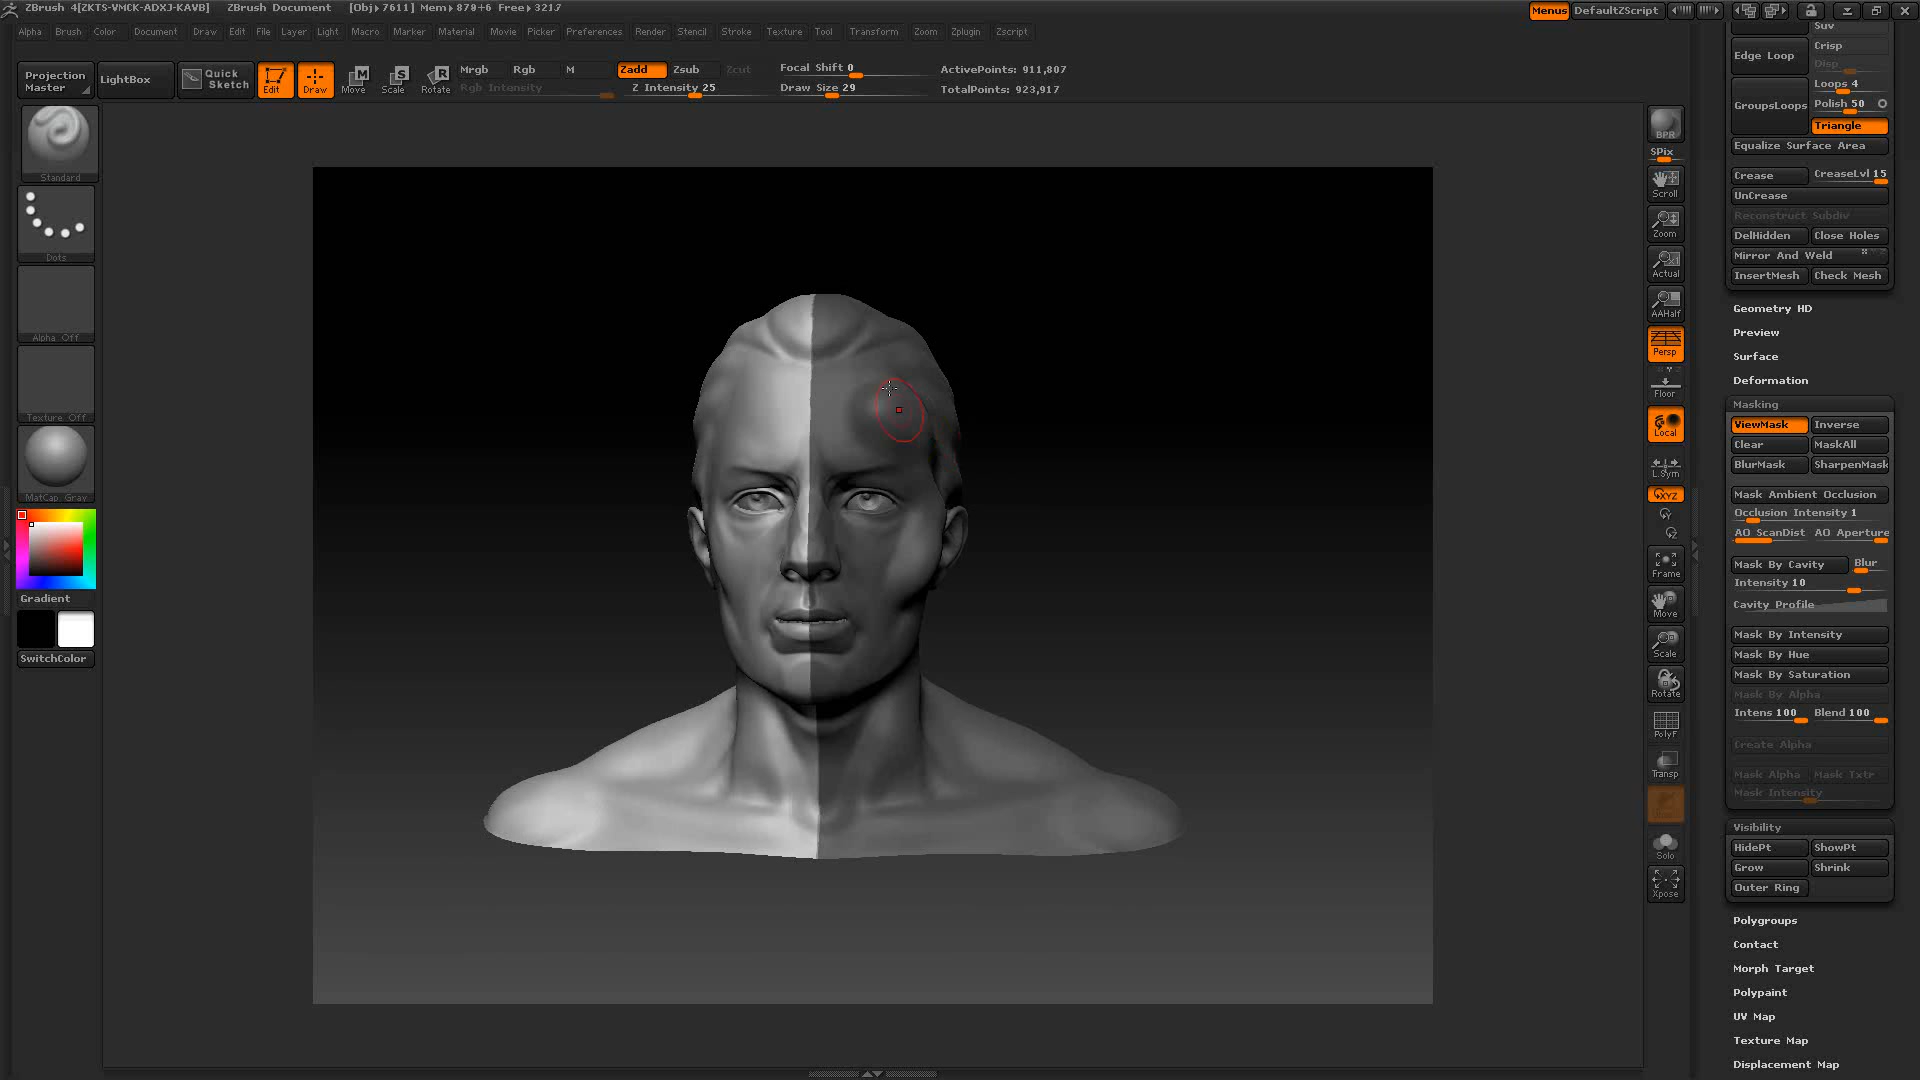 ZBrush 4[ZKTS-VMCK-ADXJ-KAVB] ZBrush Document [Obj▸7611] Mem▸879+6 Free▸3217 Menus DefaultZScript
Alpha Brush Color Document Draw Edit File Layer Light Macro Marker Material Movie Picker Preferences Render Stencil Stroke Texture Tool Transform Zoom Zplugin Zscript
Projection Master
LightBox
Quick Sketch
Edit
Draw
Move
Scale
Rotate
Mrgb Rgb M
Rgb Intensity
Zadd Zsub Zcut
Z Intensity 25
Focal Shift 0
Draw Size 29
ActivePoints: 911,807
TotalPoints: 923,917
Standard
Dots
Alpha Off
Texture Off
MatCap Gray
Gradient
SwitchColor
BPR
SPix
Scroll
Zoom
Actual
AAHalf
Persp
Floor
Local
L.Sym
XYZ
Frame
Move
Scale
Rotate
PolyF
Transp
Solo
Xpose
Suv
Edge Loop
Crisp
Disp
Loops 4
GroupsLoops
Polish 50
Triangle
Equalize Surface Area
Crease CreaseLvl 15
UnCrease
Reconstruct Subdiv
DelHidden Close Holes
Mirror And Weld
InsertMesh Check Mesh
Geometry HD
Preview
Surface
Deformation
Masking
ViewMask Inverse
Clear MaskAll
BlurMask SharpenMask
Mask Ambient Occlusion
Occlusion Intensity 1
AO ScanDist AO Aperture
Mask By Cavity Blur
Intensity 10
Cavity Profile
Mask By Intensity
Mask By Hue
Mask By Saturation
Mask By Alpha
Intens 100 Blend 100
Create Alpha
Mask Alpha Mask Txtr
Mask Intensity
Visibility
HidePt ShowPt
Grow Shrink
Outer Ring
Polygroups
Contact
Morph Target
Polypaint
UV Map
Texture Map
Displacement Map